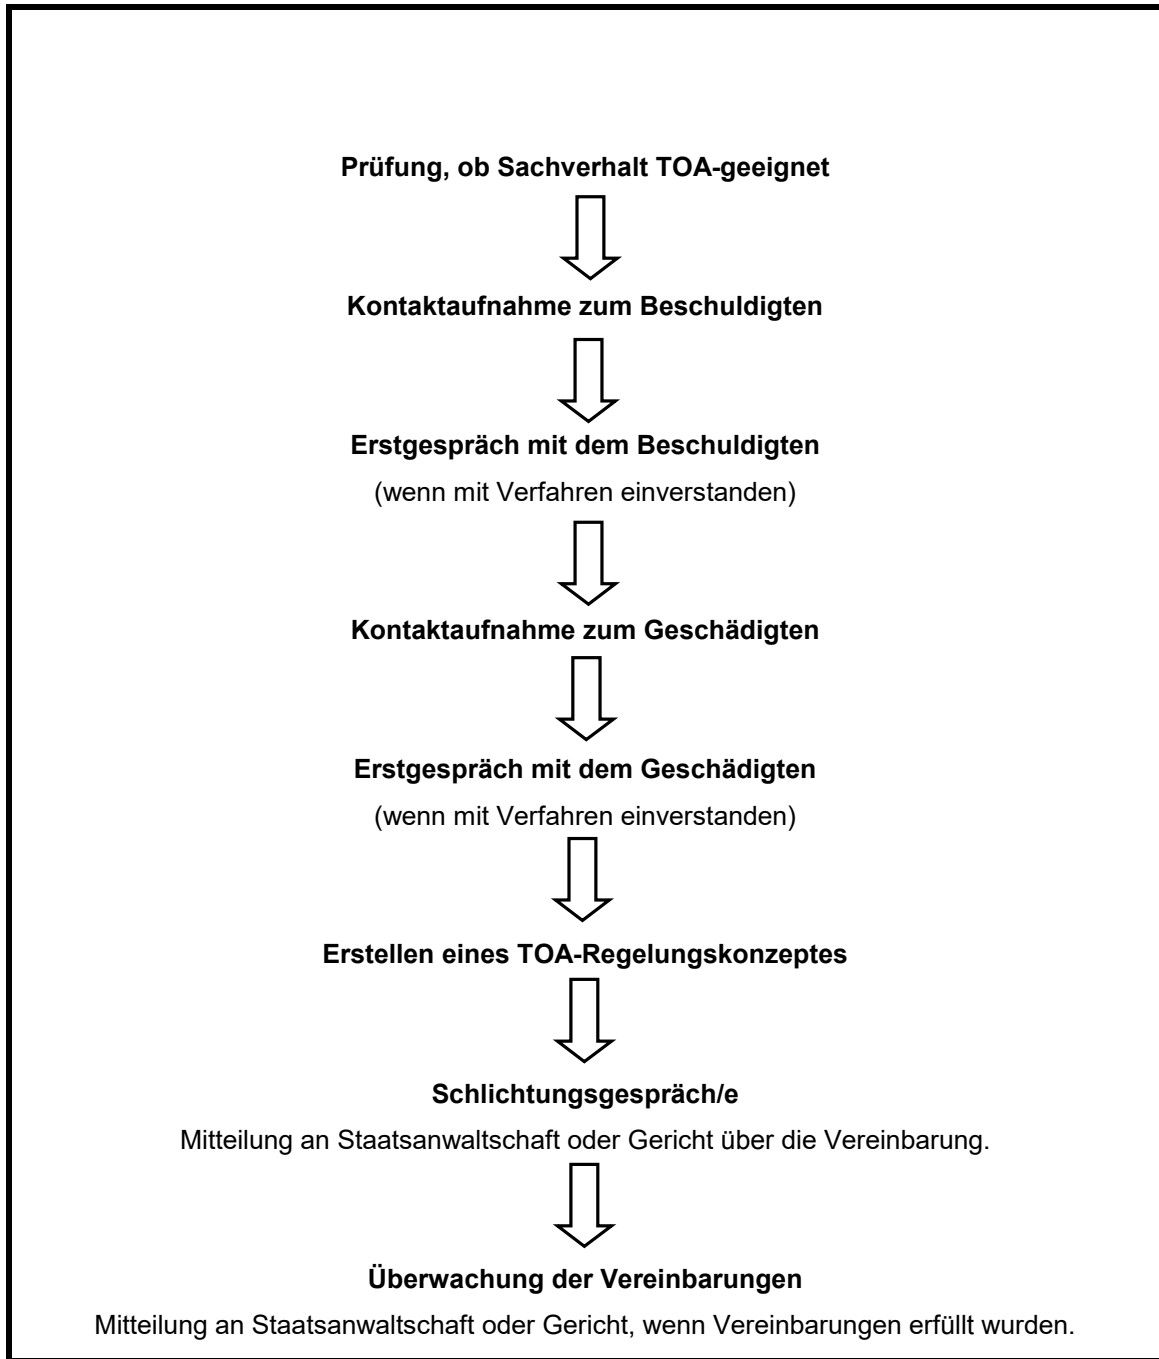 Prüfung, ob Sachverhalt TOA-geeignet
Kontaktaufnahme zum Beschuldigten
Erstgespräch mit dem Beschuldigten
(wenn mit Verfahren einverstanden)
Kontaktaufnahme zum Geschädigten
Erstgespräch mit dem Geschädigten
(wenn mit Verfahren einverstanden)
Erstellen eines TOA-Regelungskonzeptes
Schlichtungsgespräch/e
Mitteilung an Staatsanwaltschaft oder Gericht über die Vereinbarung.
Überwachung der Vereinbarungen
Mitteilung an Staatsanwaltschaft oder Gericht, wenn Vereinbarungen erfüllt wurden.